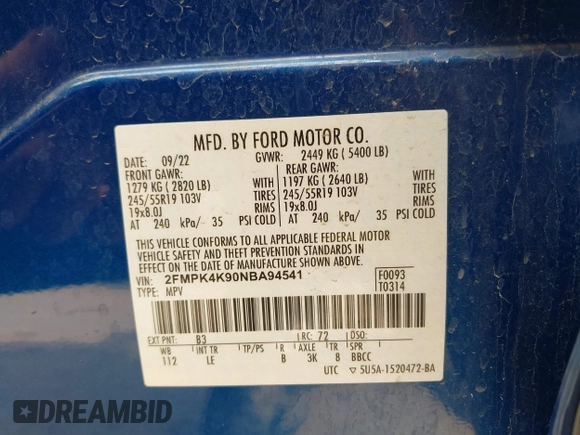 MFD. BY FORD MOTOR CO.
DATE: 09/22 GVWR: 2449 KG ( 5400 LB)
FRONT GAWR: REAR GAWR:
1279 KG ( 2820 LB) WITH 1197 KG ( 2640 LB) WITH
245/55R19 103V TIRES 245/55R19 103V TIRES
19x8.0J RIMS 19x8.0J RIMS
AT 240 kPa/ 35 PSI COLD AT 240 kPa/ 35 PSI COLD
THIS VEHICLE CONFORMS TO ALL APPLICABLE FEDERAL MOTOR
VEHICLE SAFETY AND THEFT PREVENTION STANDARDS IN
EFFECT ON THE DATE OF MANUFACTURE SHOWN ABOVE.
VIN: 2FMPK4K90NBA94541 F0093
TYPE: MPV T0314
EXT PNT: B3 RC: 72 DSO:
WB INT TR TP/PS R AXLE TR SPR
112 LE B 3K 8 BBCC
UTC 5U5A-1520472-BA
DREAMBID